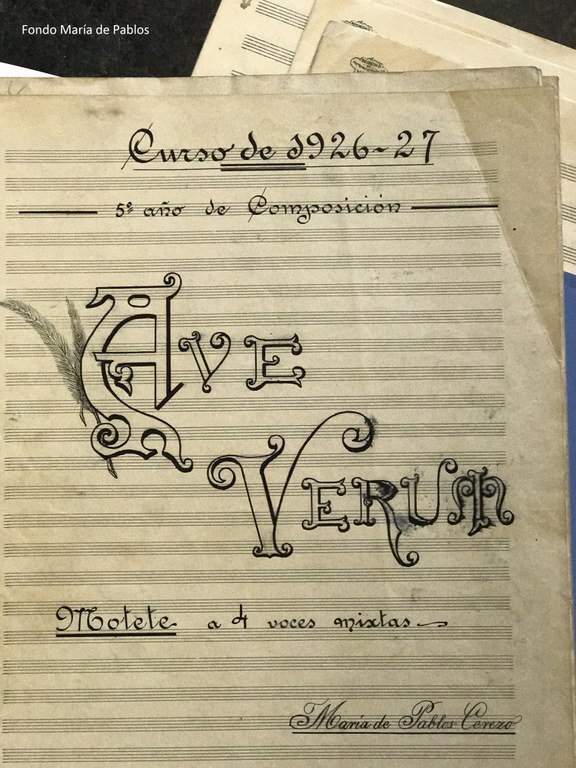 Fondo María de Pablos
Curso de 1926-27
5º año de Composición
Ave
Verum
Motete a 4 voces mixtas
María de Pablos Cerezo